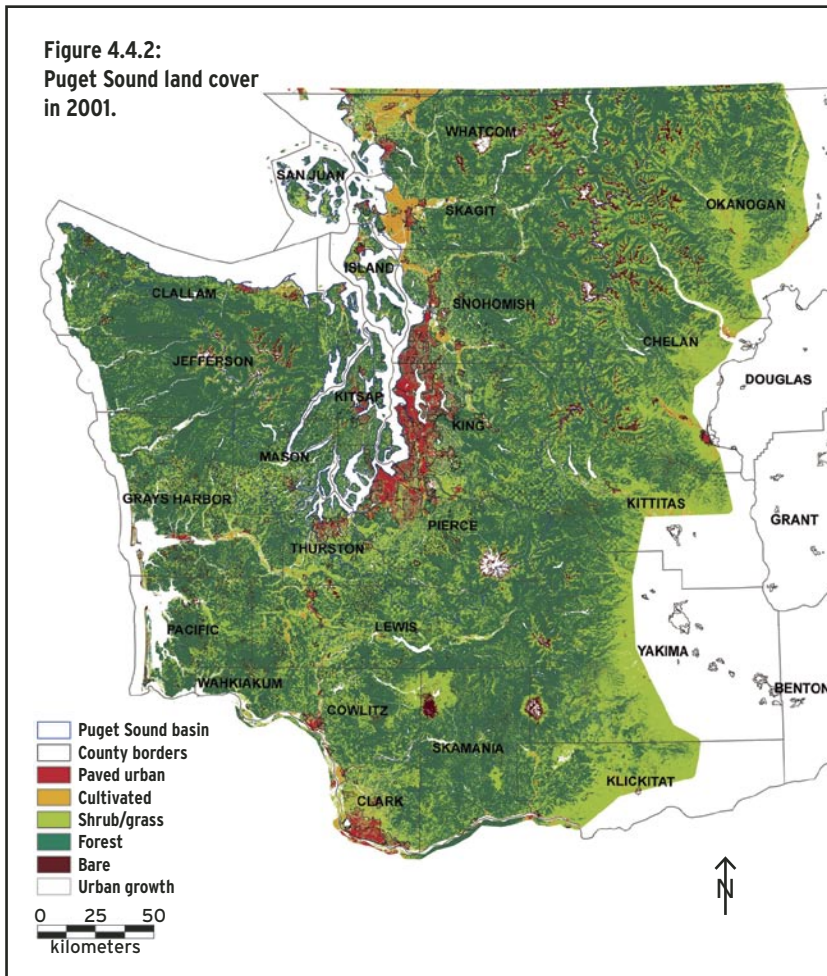 Figure 4.4.2:
Puget Sound land cover
in 2001.
WHATCOM
SAN JUAN
OKANOGAN
SKAGIT
ISLAND
CLALLAM
SNOHOMISH
CHELAN
JEFFERSON
DOUGLAS
KITSAP
KING
MASON
GRAYS HARBOR
KITTITAS
GRANT
PIERCE
THURSTON
PACIFIC
LEWIS
YAKIMA
WAHKIAKUM
BENTON
COWLITZ
SKAMANIA
KLICKITAT
CLARK
Puget Sound basin
County borders
Paved urban
Cultivated
Shrub/grass
Forest
Bare
Urban growth
N
0 25 50
kilometers